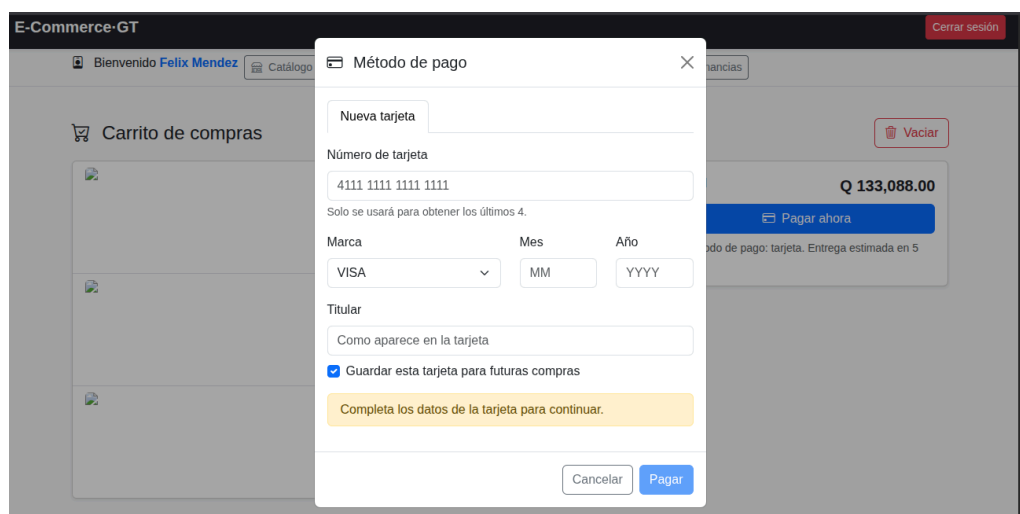 E-Commerce·GT
Cerrar sesión
Bienvenido Felix Mendez
Catálogo
Carrito de compras
Vaciar
Q 133,088.00
Pagar ahora
pago: tarjeta. Entrega estimada en 5
Método de pago
Nueva tarjeta
Número de tarjeta
4111 1111 1111 1111
Solo se usará para obtener los últimos 4.
Marca Mes Año
VISA MM YYYY
Titular
Como aparece en la tarjeta
Guardar esta tarjeta para futuras compras
Completa los datos de la tarjeta para continuar.
Cancelar Pagar